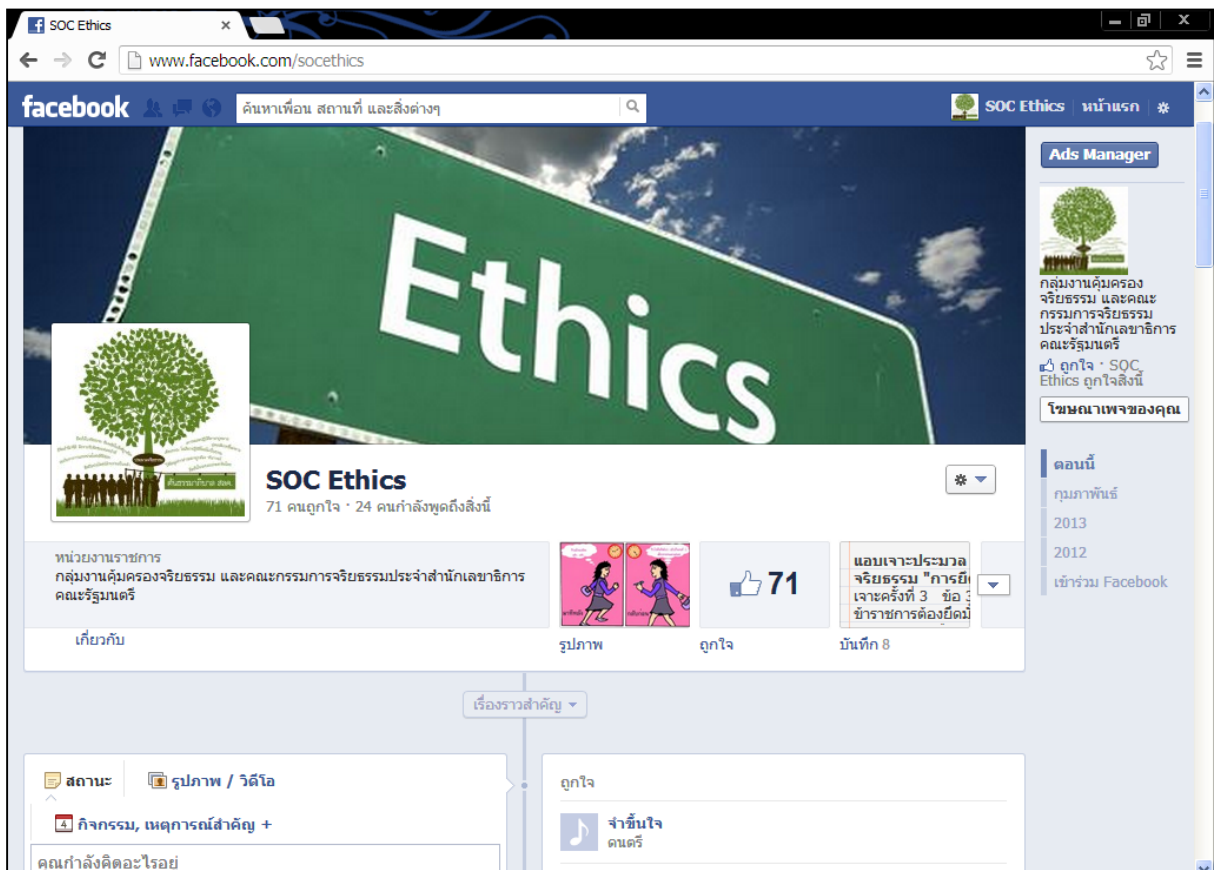 SOC Ethics
www.facebook.com/socethics
facebook
ค้นหาเพื่อน สถานที่ และสิ่งต่างๆ
SOC Ethics
หน้าแรก
Ethics
Ads Manager
กลุ่มงานคุ้มครอง
จริยธรรม และคณะ
กรรมการจริยธรรม
ประจำสำนักเลขาธิการ
คณะรัฐมนตรี
ถูกใจ · SOC
Ethics ถูกใจสิ่งนี้
โฆษณาเพจของคุณ
ตอนนี้
กุมภาพันธ์
2013
2012
เข้าร่วม Facebook
ต้นธรรมาภิบาล สลค.
SOC Ethics
71 คนถูกใจ · 24 คนกำลังพูดถึงสิ่งนี้
หน่วยงานราชการ
กลุ่มงานคุ้มครองจริยธรรม และคณะกรรมการจริยธรรมประจำสำนักเลขาธิการ
คณะรัฐมนตรี
เกี่ยวกับ
รูปภาพ
71
ถูกใจ
แอบเจาะประมวล
จริยธรรม "การยึ
เจาะครั้งที่ 3 ข้อ 3
ข้าราชการต้องยึดมั
บันทึก 8
เรื่องราวสำคัญ
สถานะ
รูปภาพ / วิดีโอ
4 กิจกรรม, เหตุการณ์สำคัญ +
คุณกำลังคิดอะไรอยู่
ถูกใจ
จำขึ้นใจ
ดนตรี